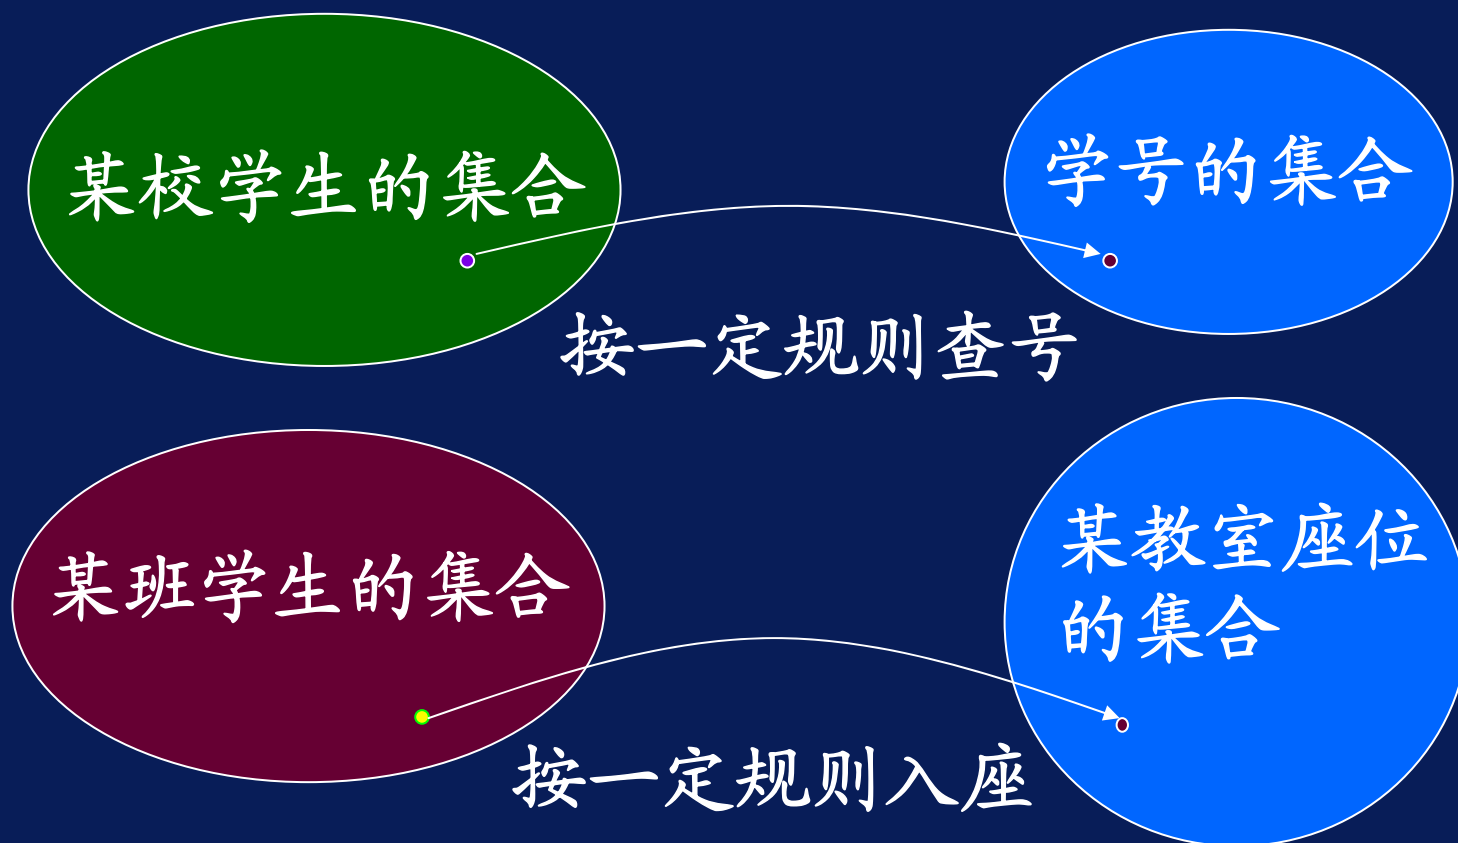 某校学生的集合
学号的集合
按一定规则查号
某班学生的集合
某教室座位
的集合
按一定规则入座